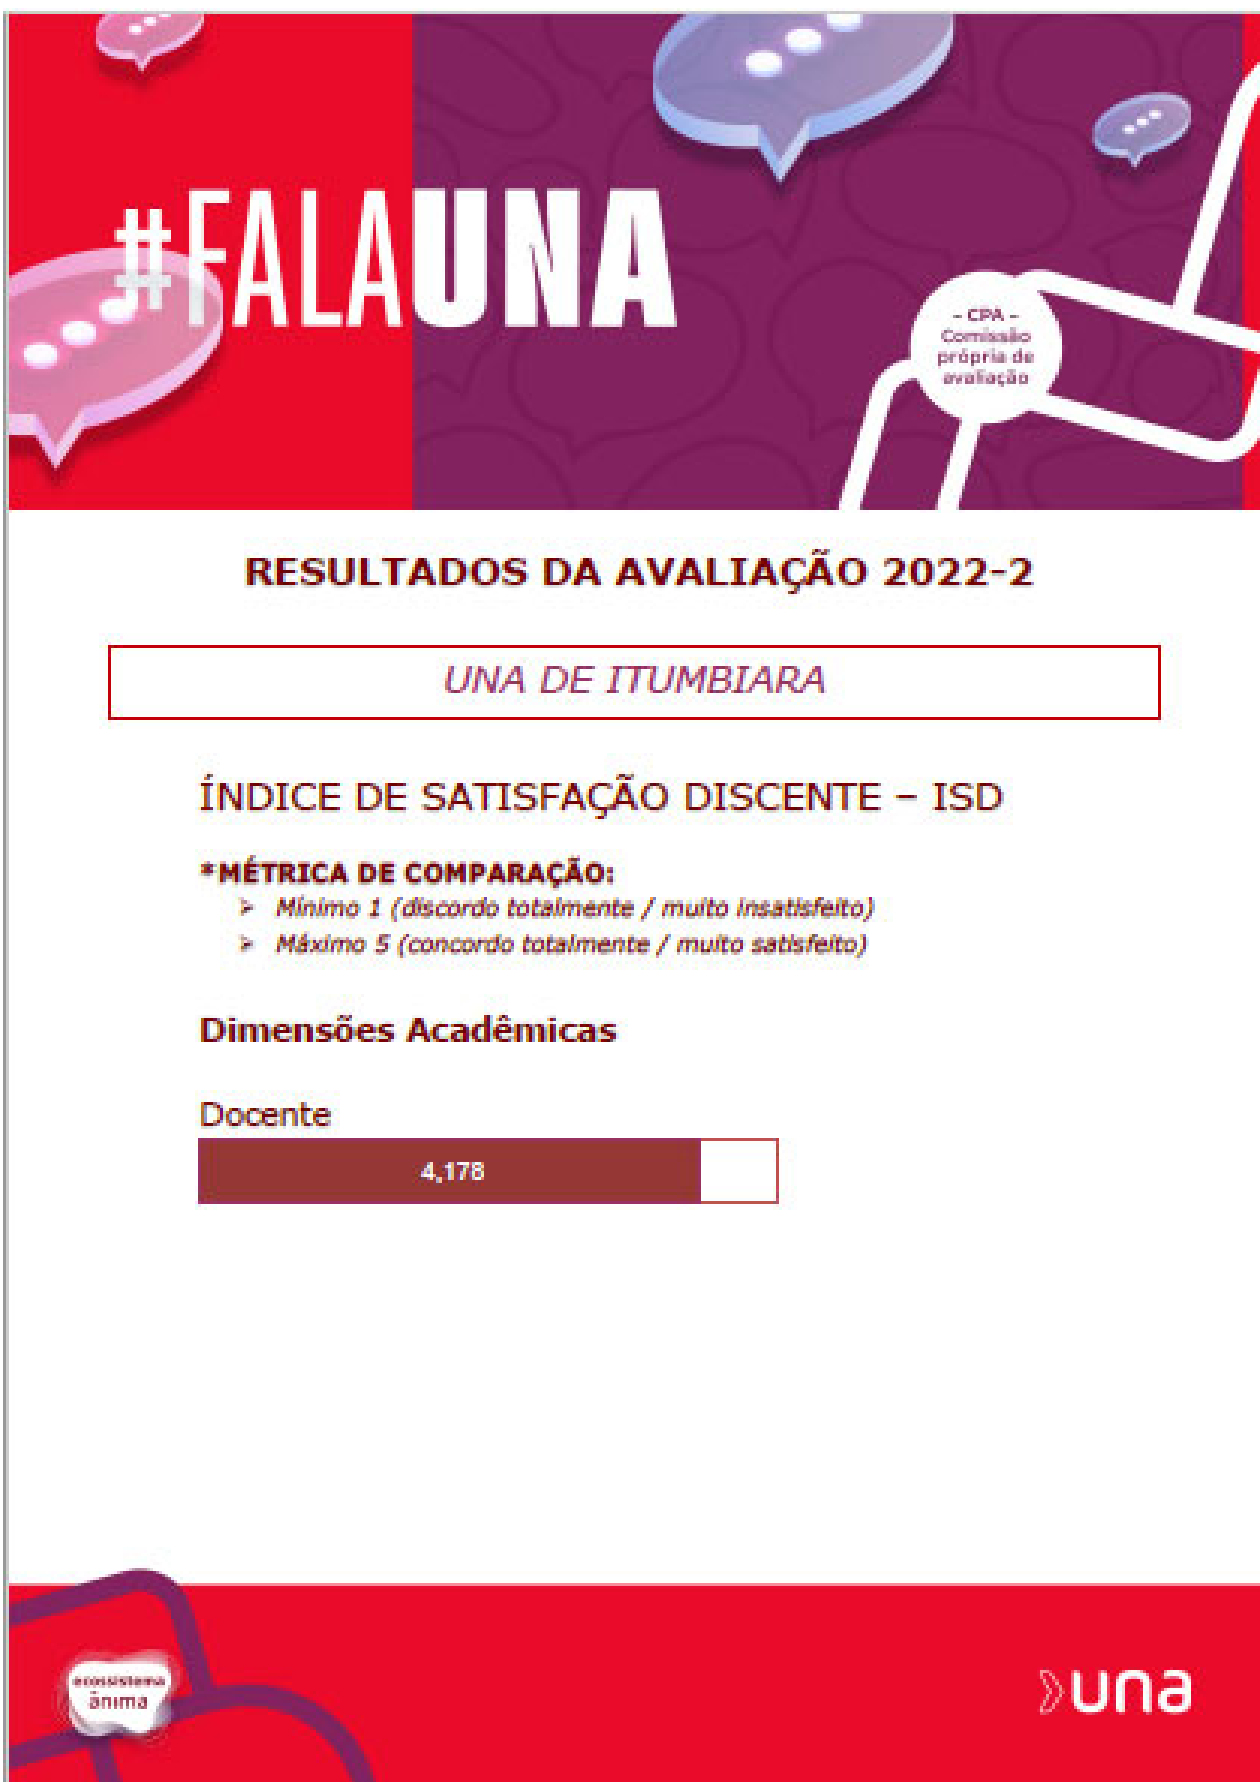 #FALAUNA
- CPA -
Comissão
própria de
avaliação
RESULTADOS DA AVALIAÇÃO 2022-2
UNA DE ITUMBIARA
ÍNDICE DE SATISFAÇÃO DISCENTE – ISD
*MÉTRICA DE COMPARAÇÃO:
➢ Mínimo 1 (discordo totalmente / muito insatisfeito)
➢ Máximo 5 (concordo totalmente / muito satisfeito)
Dimensões Acadêmicas
Docente
4,178
ecossistema
ânima
una